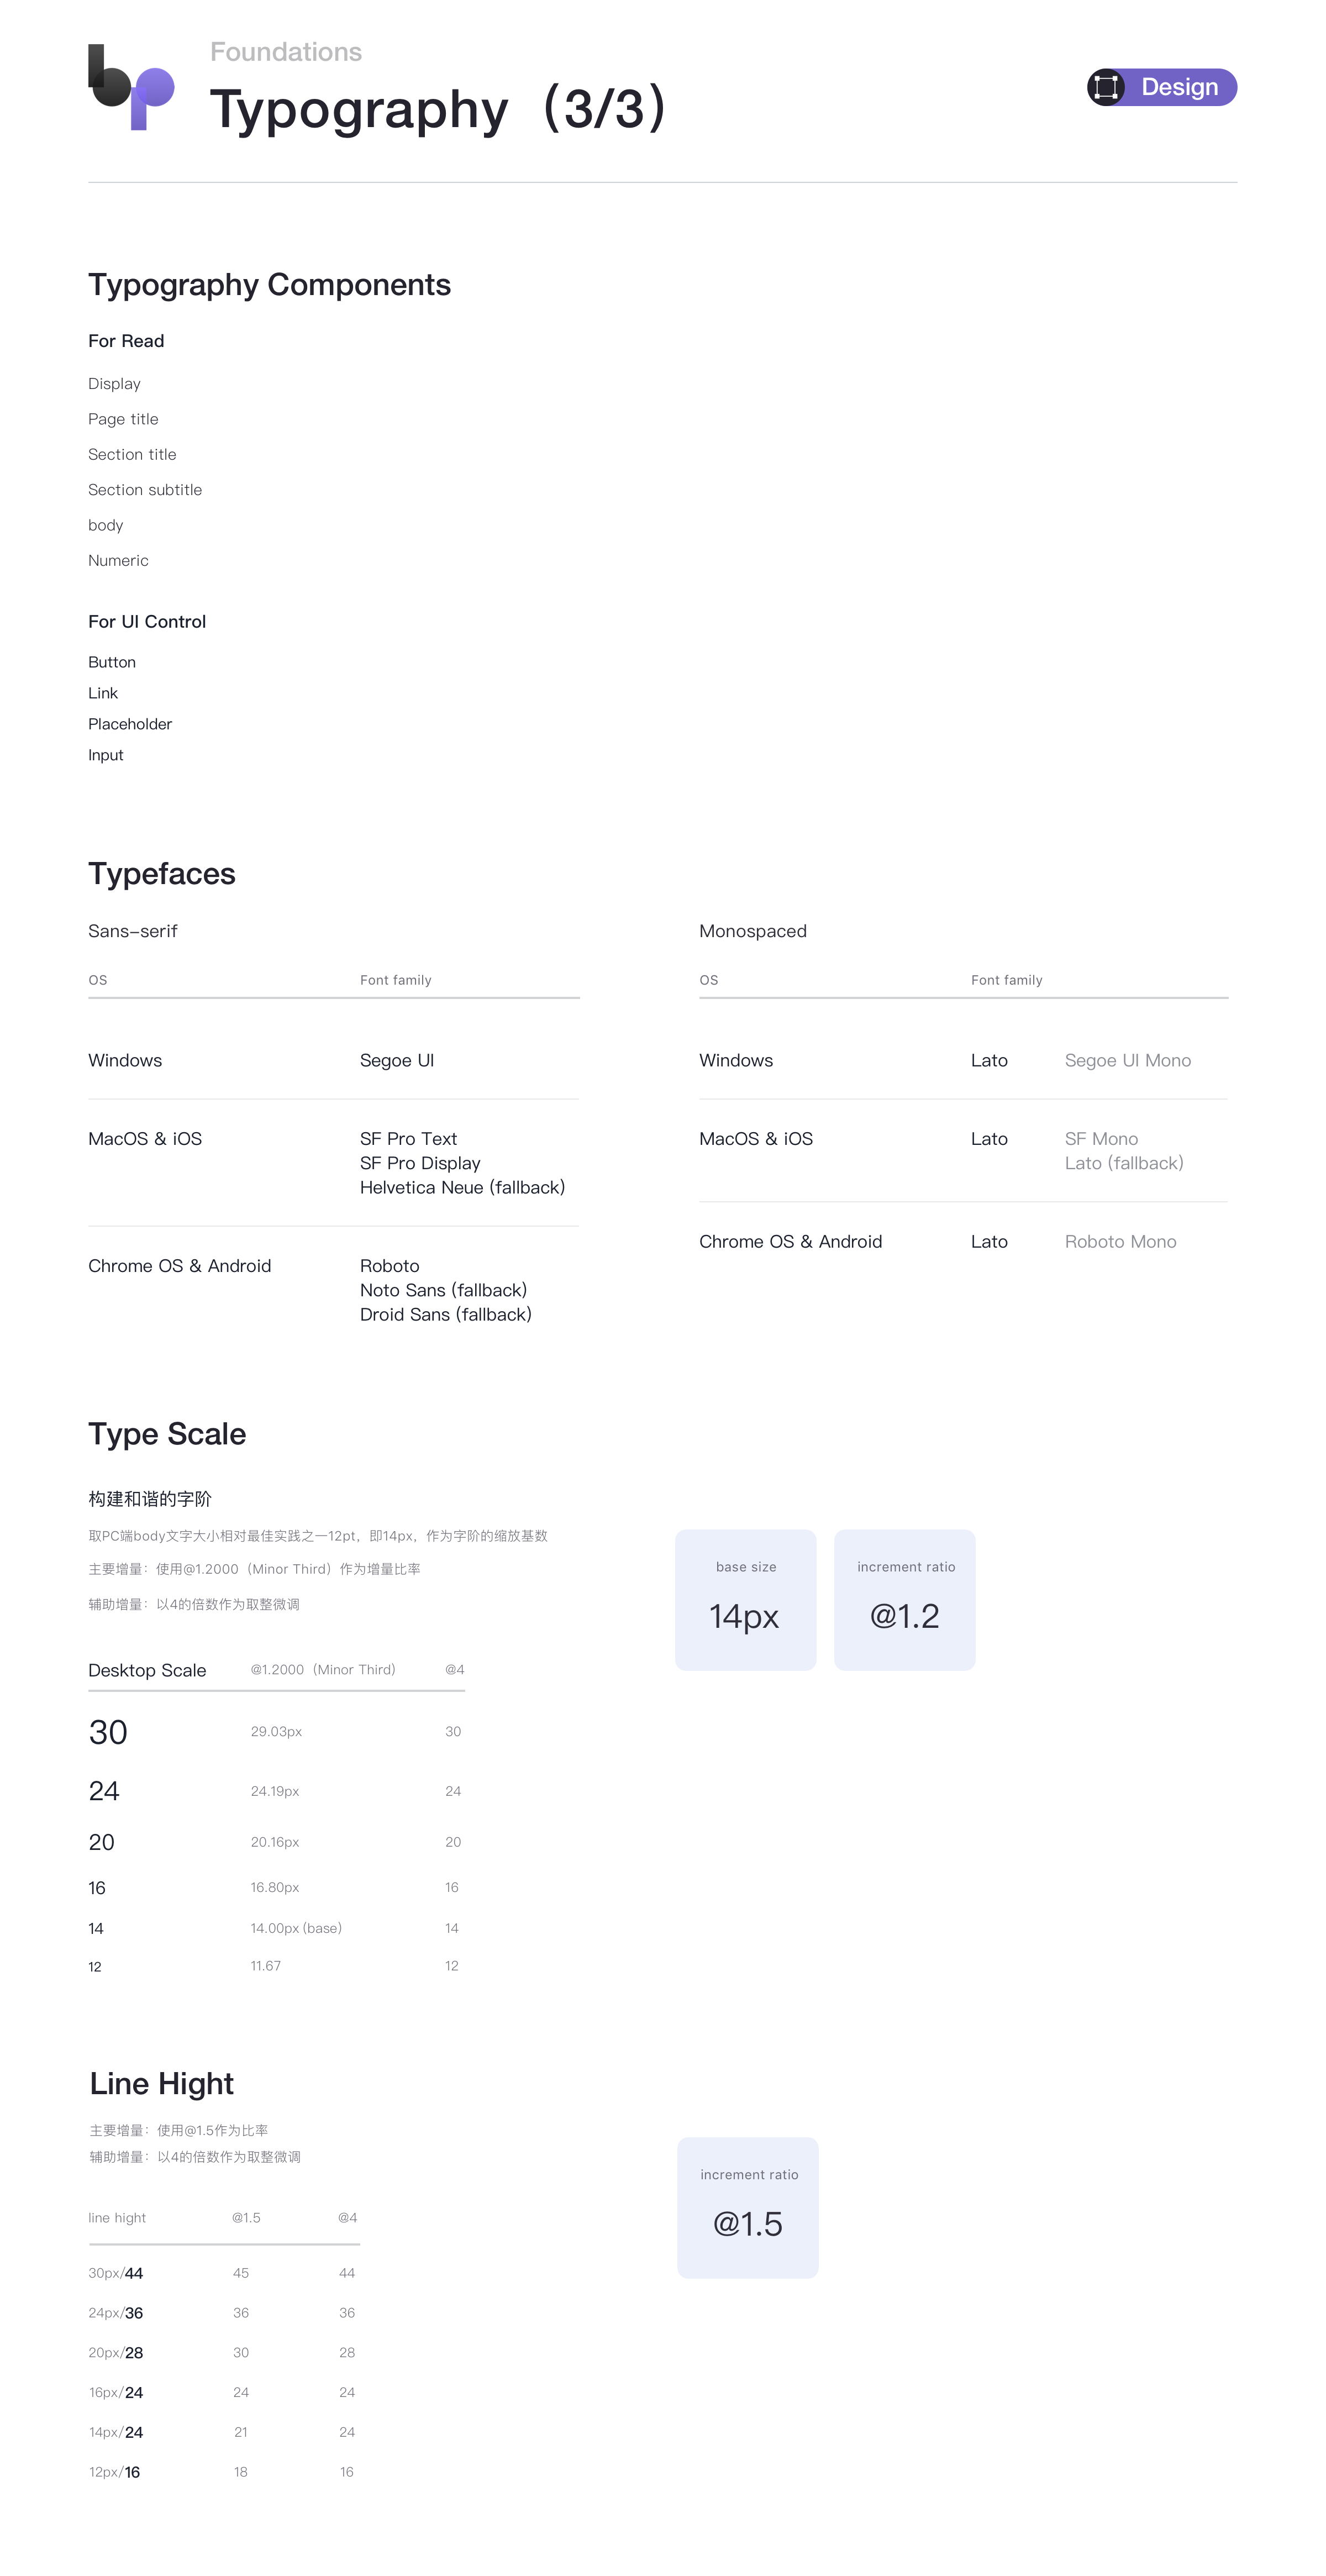 Foundations
Typography（3/3）
Design
Typography Components
For Read
Display
Page title
Section title
Section subtitle
body
Numeric
For UI Control
Button
Link
Placeholder
Input
Typefaces
Sans–serif
OS Font family
Windows Segoe UI
MacOS & iOS SF Pro Text
SF Pro Display
Helvetica Neue (fallback)
Chrome OS & Android Roboto
Noto Sans (fallback)
Droid Sans (fallback)
Monospaced
OS Font family
Windows Lato Segoe UI Mono
MacOS & iOS Lato SF Mono
Lato (fallback)
Chrome OS & Android Lato Roboto Mono
Type Scale
构建和谐的字阶
取PC端body文字大小相对最佳实践之一12pt，即14px，作为字阶的缩放基数
主要增量：使用@1.2000（Minor Third）作为增量比率
辅助增量：以4的倍数作为取整微调
base size
14px
increment ratio
@1.2
Desktop Scale @1.2000（Minor Third） @4
30 29.03px 30
24 24.19px 24
20 20.16px 20
16 16.80px 16
14 14.00px (base) 14
12 11.67 12
Line Hight
主要增量：使用@1.5作为比率
辅助增量：以4的倍数作为取整微调
increment ratio
@1.5
line hight @1.5 @4
30px/44 45 44
24px/36 36 36
20px/28 30 28
16px/24 24 24
14px/24 21 24
12px/16 18 16